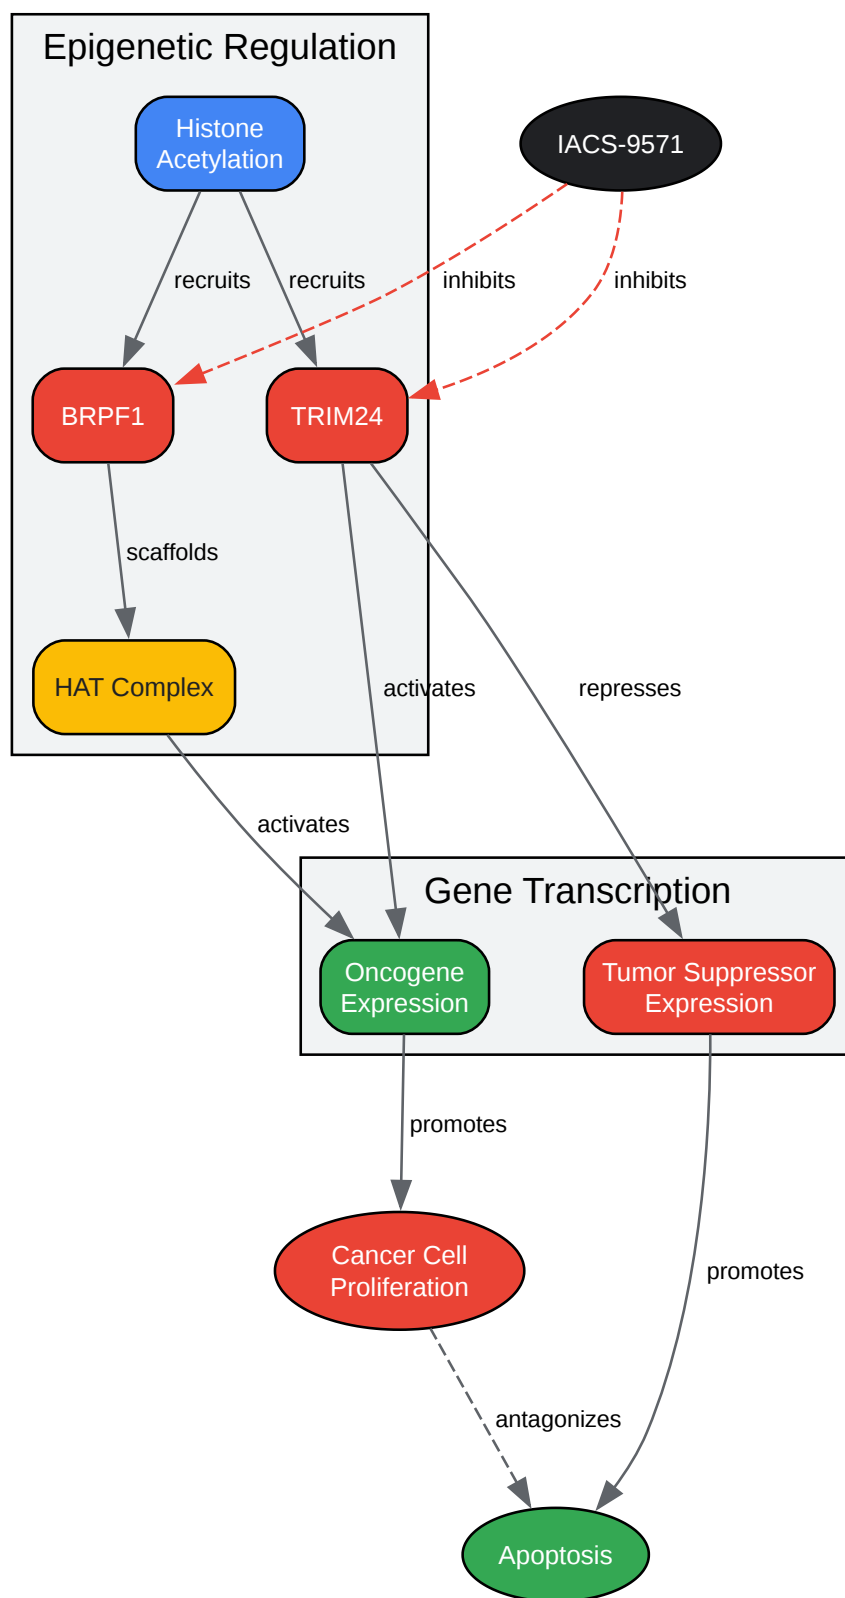 Epigenetic Regulation
Histone
Acetylation
IACS-9571
recruits
recruits
inhibits
inhibits
BRPF1
TRIM24
scaffolds
HAT Complex
activates
represses
activates
Gene Transcription
Oncogene
Expression
Tumor Suppressor
Expression
promotes
Cancer Cell
Proliferation
promotes
antagonizes
Apoptosis